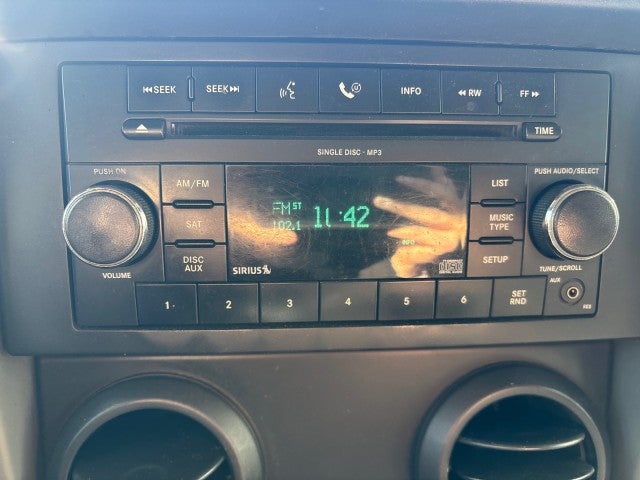 ⏮SEEK SEEK⏭ INFO ◀◀ RW FF ▶▶
TIME
SINGLE DISC - MP3
PUSH ON PUSH AUDIO/SELECT
AM/FM LIST
SAT MUSIC TYPE
DISC AUX SETUP
FM ST
102.1
SIRIUS
VOLUME TUNE/SCROLL
1 2 3 4 5 6 SET RND AUX
RES